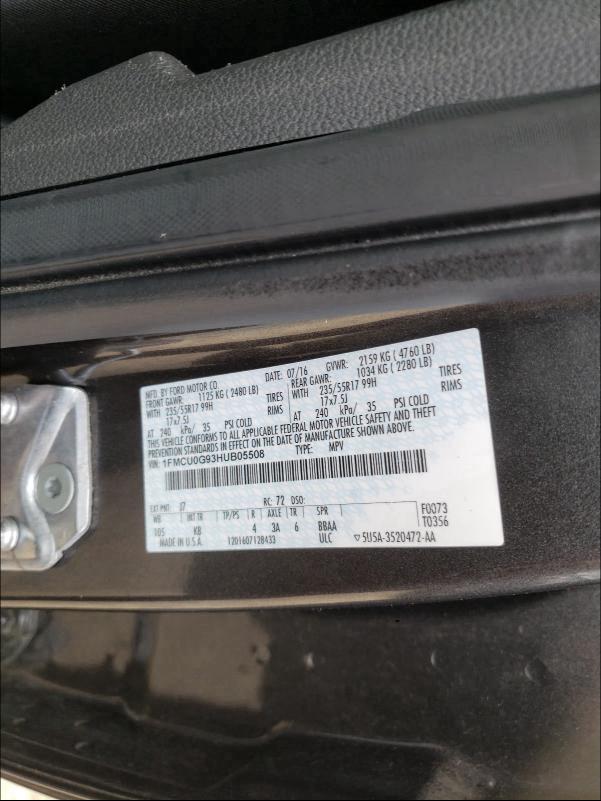 MFD. BY FORD MOTOR CO. DATE: 07/16 GVWR: 2159 KG ( 4760 LB)
FRONT GAWR: 1125 KG ( 2480 LB) REAR GAWR: 1034 KG ( 2280 LB)
WITH 235/55R17 99H TIRES WITH 235/55R17 99H TIRES
17x7.5J RIMS 17x7.5J RIMS
AT 240 kPa/ 35 PSI COLD AT 240 kPa/ 35 PSI COLD
THIS VEHICLE CONFORMS TO ALL APPLICABLE FEDERAL MOTOR VEHICLE SAFETY AND THEFT
PREVENTION STANDARDS IN EFFECT ON THE DATE OF MANUFACTURE SHOWN ABOVE.
VIN: 1FMCU0G93HUB05508 TYPE: MPV
EXT PNT: J7 RC: 72 DSO:
WB INT TR TP/PS R AXLE TR SPR F0073
105 KB 4 3A 6 BBAA T0356
MADE IN U.S.A. 1201607128433 ULC ▽5U5A-3520472-AA